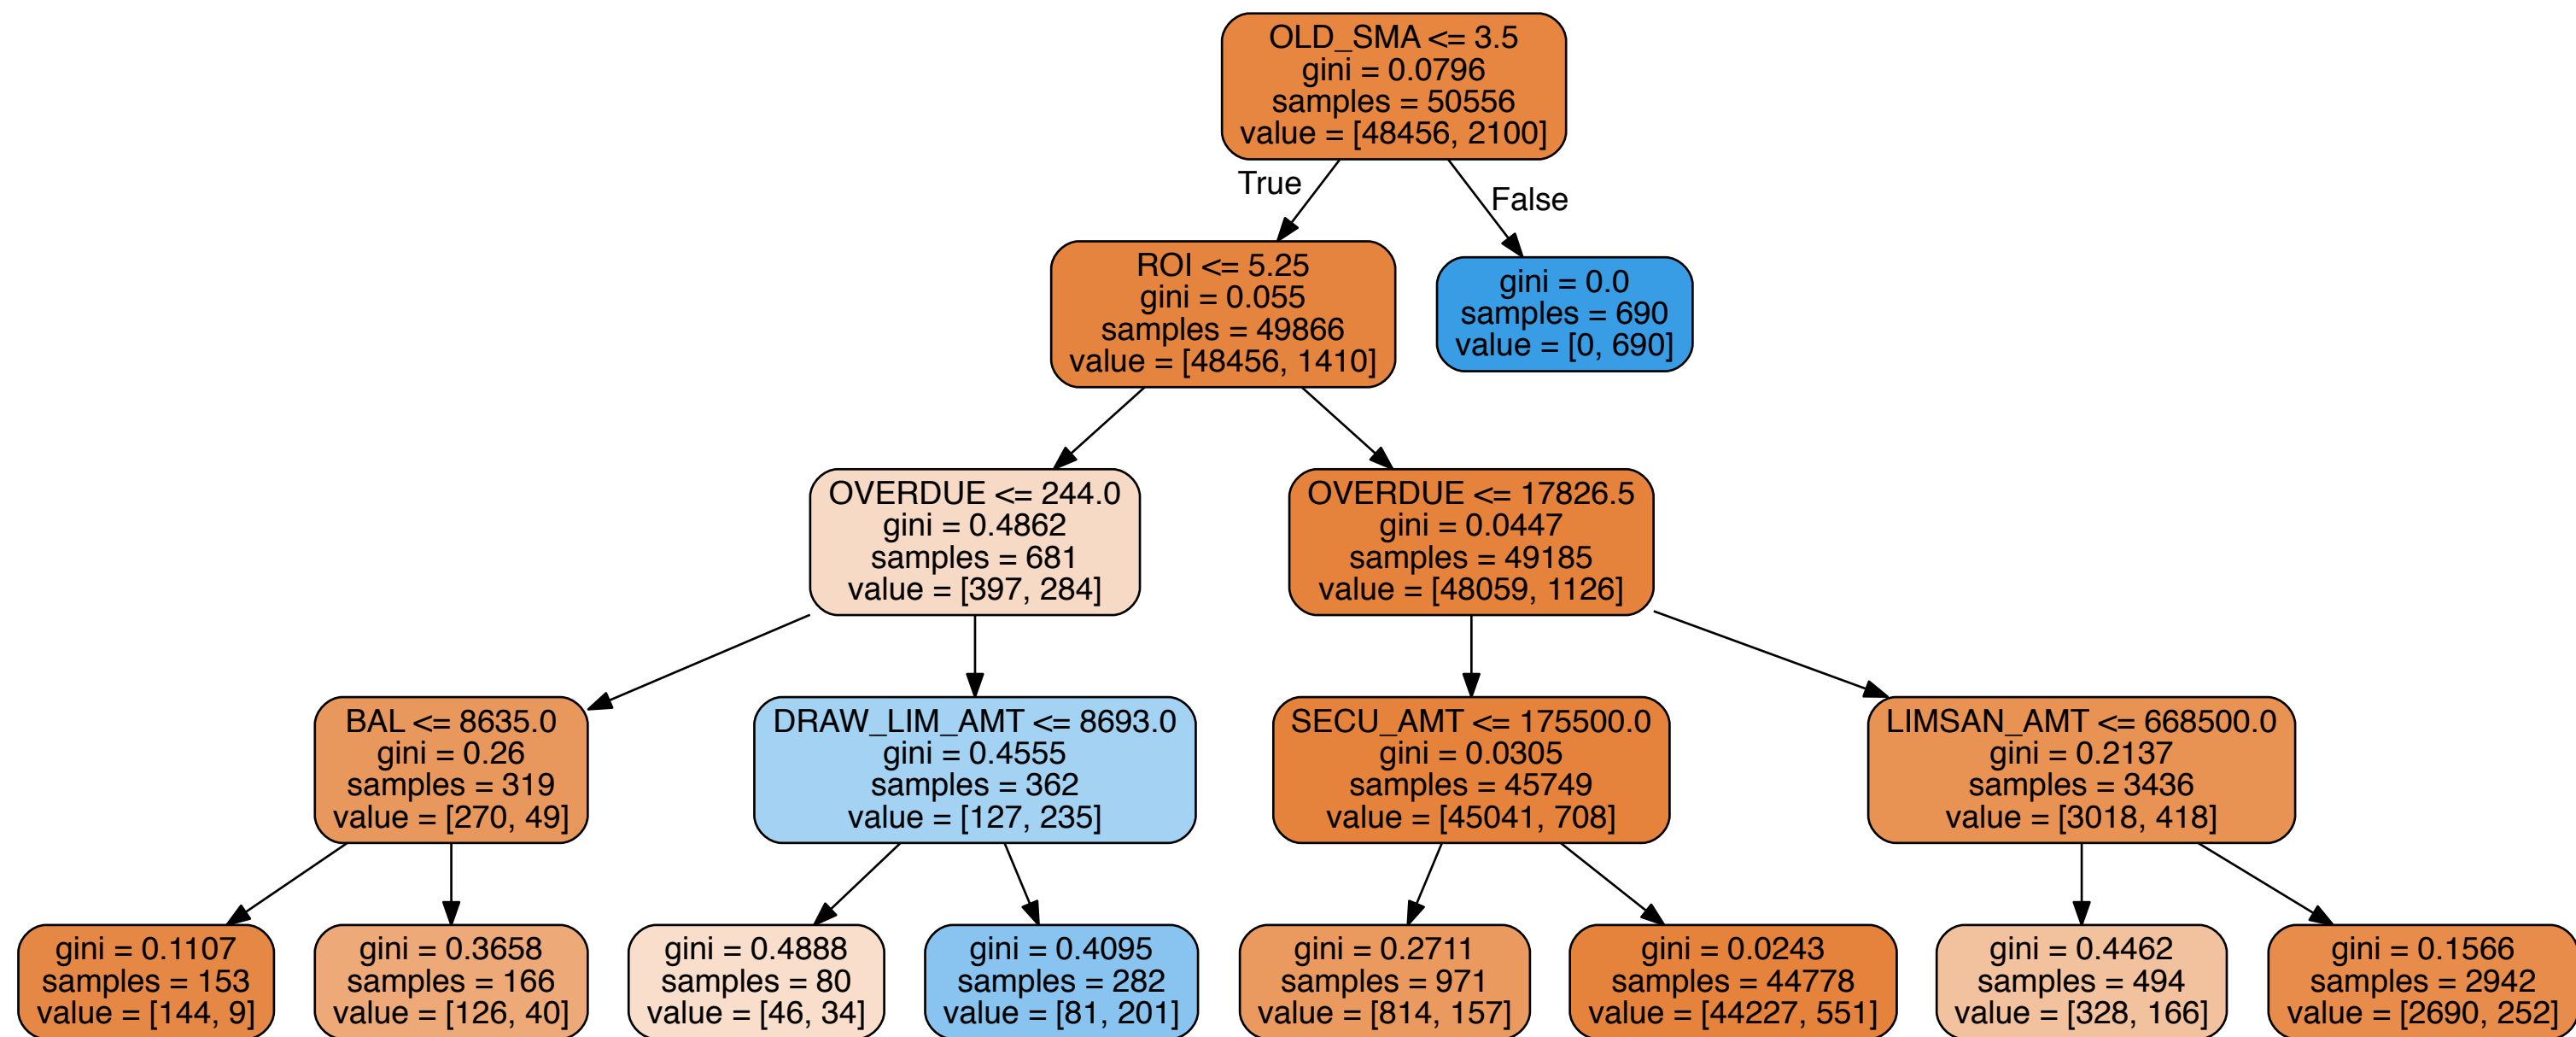 OLD_SMA <= 3.5
gini = 0.0796
samples = 50556
value = [48456, 2100]
True
False
ROI <= 5.25
gini = 0.055
samples = 49866
value = [48456, 1410]
gini = 0.0
samples = 690
value = [0, 690]
OVERDUE <= 244.0
gini = 0.4862
samples = 681
value = [397, 284]
OVERDUE <= 17826.5
gini = 0.0447
samples = 49185
value = [48059, 1126]
BAL <= 8635.0
gini = 0.26
samples = 319
value = [270, 49]
DRAW_LIM_AMT <= 8693.0
gini = 0.4555
samples = 362
value = [127, 235]
SECU_AMT <= 175500.0
gini = 0.0305
samples = 45749
value = [45041, 708]
LIMSAN_AMT <= 668500.0
gini = 0.2137
samples = 3436
value = [3018, 418]
gini = 0.1107
samples = 153
value = [144, 9]
gini = 0.3658
samples = 166
value = [126, 40]
gini = 0.4888
samples = 80
value = [46, 34]
gini = 0.4095
samples = 282
value = [81, 201]
gini = 0.2711
samples = 971
value = [814, 157]
gini = 0.0243
samples = 44778
value = [44227, 551]
gini = 0.4462
samples = 494
value = [328, 166]
gini = 0.1566
samples = 2942
value = [2690, 252]